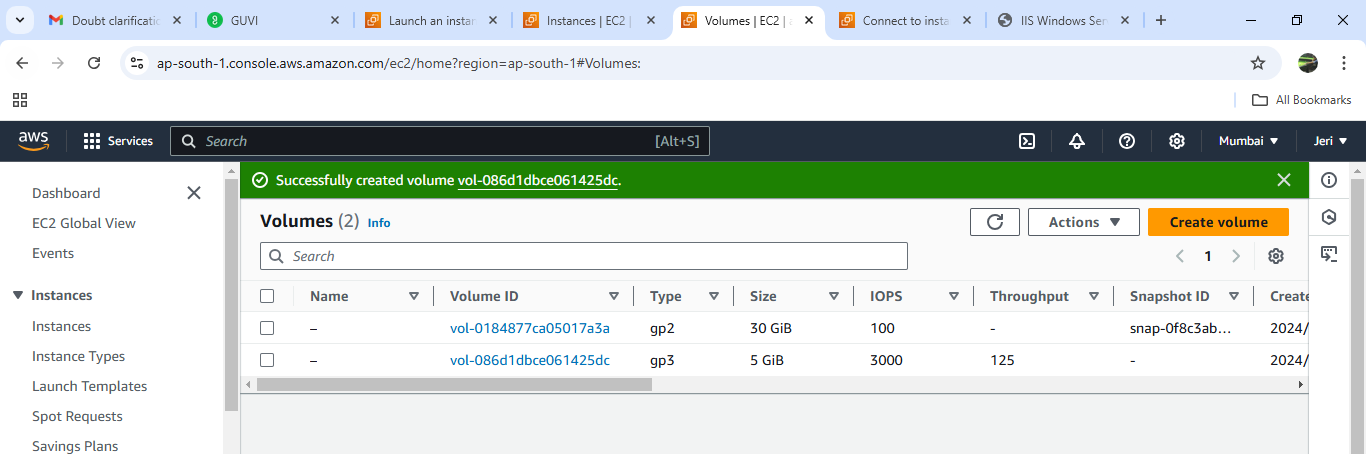 Doubt clarificati
GUVI
Launch an instan
Instances | EC2 |
Volumes | EC2 | a
Connect to insta
IIS Windows Serv
ap-south-1.console.aws.amazon.com/ec2/home?region=ap-south-1#Volumes:
All Bookmarks
aws
Services
Search
[Alt+S]
Mumbai
Jeri
Dashboard
EC2 Global View
Events
Instances
Instances
Instance Types
Launch Templates
Spot Requests
Savings Plans
Successfully created volume vol-086d1dbce061425dc.
Volumes (2) Info
Actions
Create volume
Search
1
Name Volume ID Type Size IOPS Throughput Snapshot ID Create
– vol-0184877ca05017a3a gp2 30 GiB 100 - snap-0f8c3ab... 2024/
– vol-086d1dbce061425dc gp3 5 GiB 3000 125 - 2024/